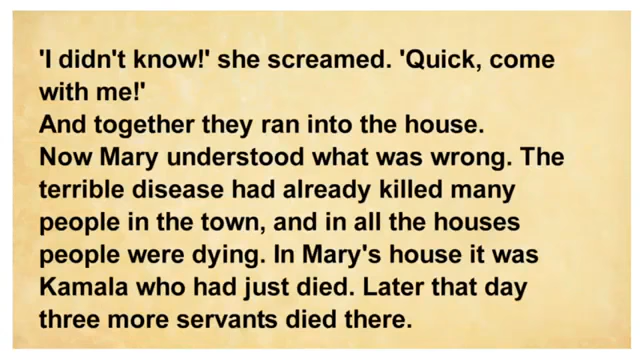 'I didn't know!' she screamed. 'Quick, come
with me!'
And together they ran into the house.
Now Mary understood what was wrong. The
terrible disease had already killed many
people in the town, and in all the houses
people were dying. In Mary's house it was
Kamala who had just died. Later that day
three more servants died there.